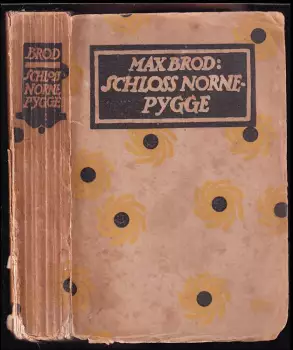 BROD
SCHLOSS
NORNE
PYGGE
MAX BROD:
SCHLOSS NORNE-
PYGGE